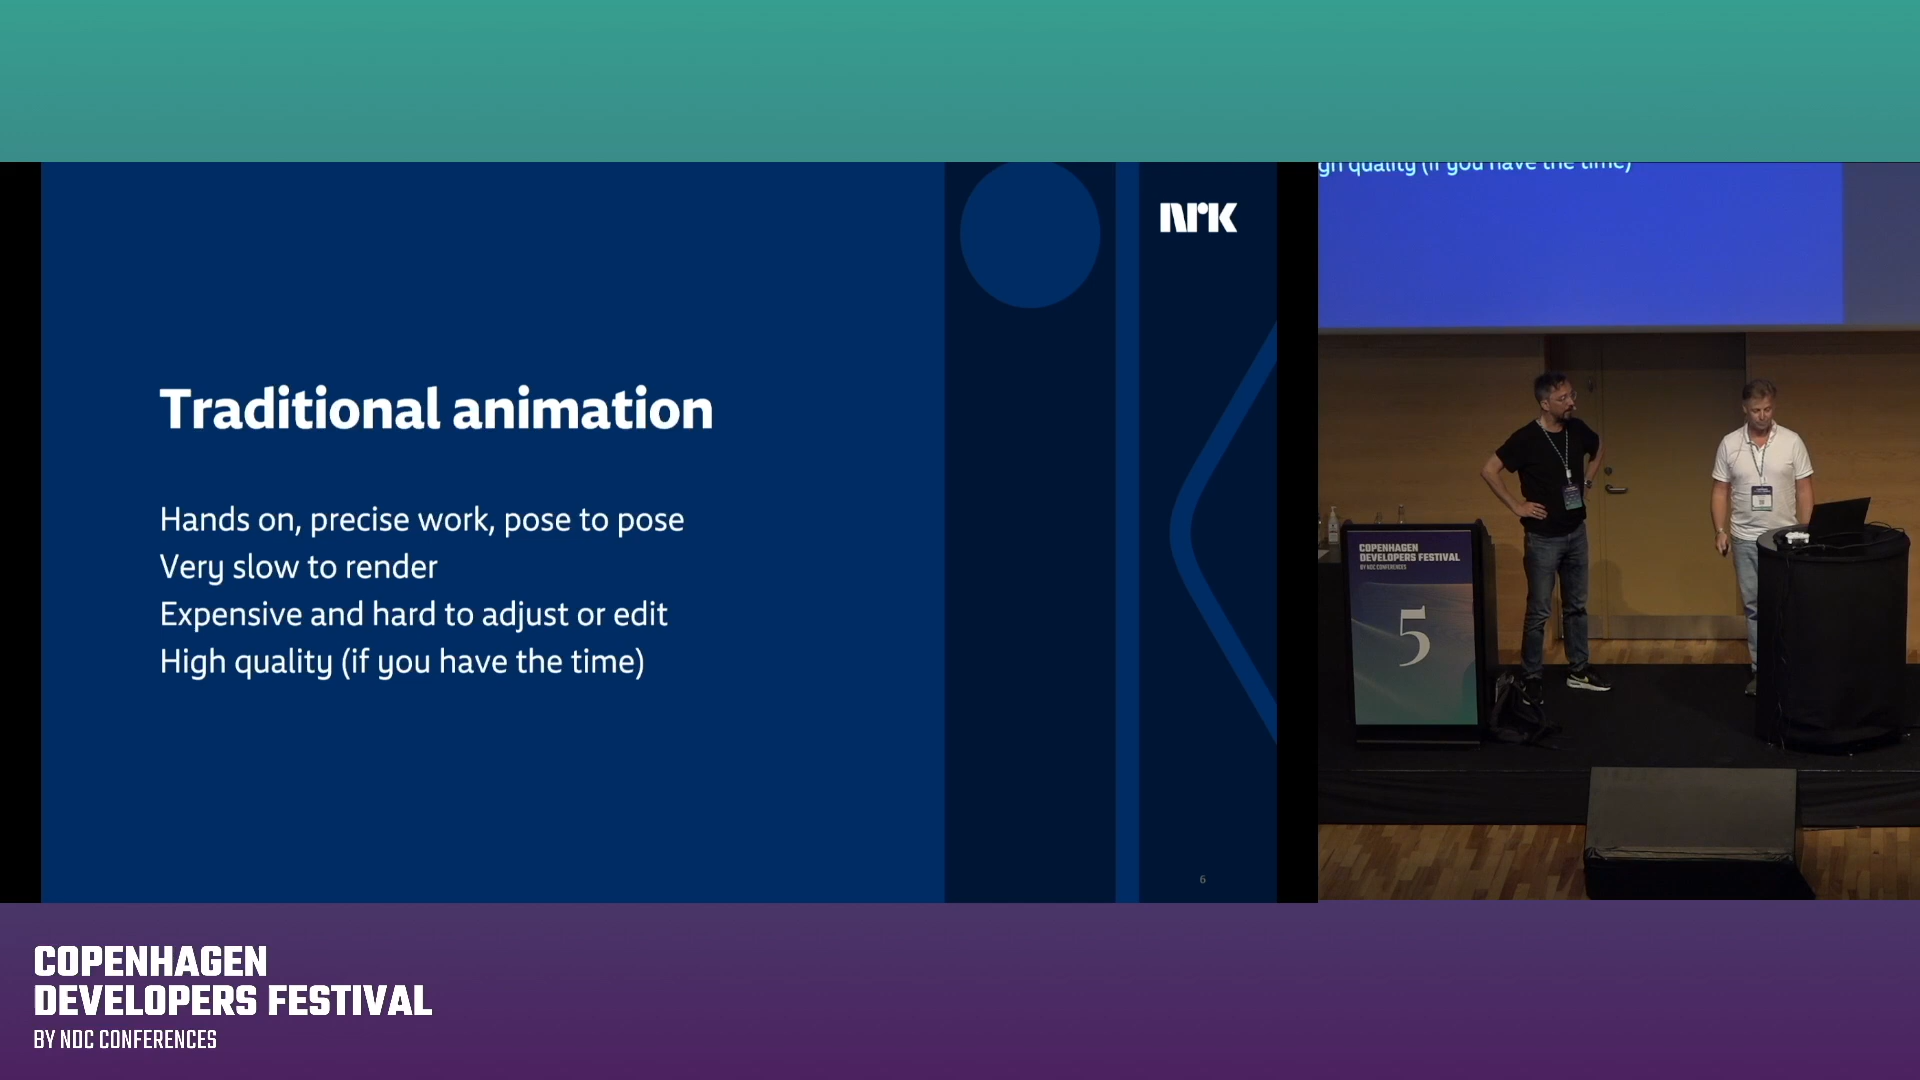 NRK
Traditional animation
Hands on, precise work, pose to pose
Very slow to render
Expensive and hard to adjust or edit
High quality (if you have the time)
6
gh quality (if you have the time)
COPENHAGEN
DEVELOPERS FESTIVAL
BY NDC CONFERENCES
5
COPENHAGEN
DEVELOPERS FESTIVAL
BY NDC CONFERENCES